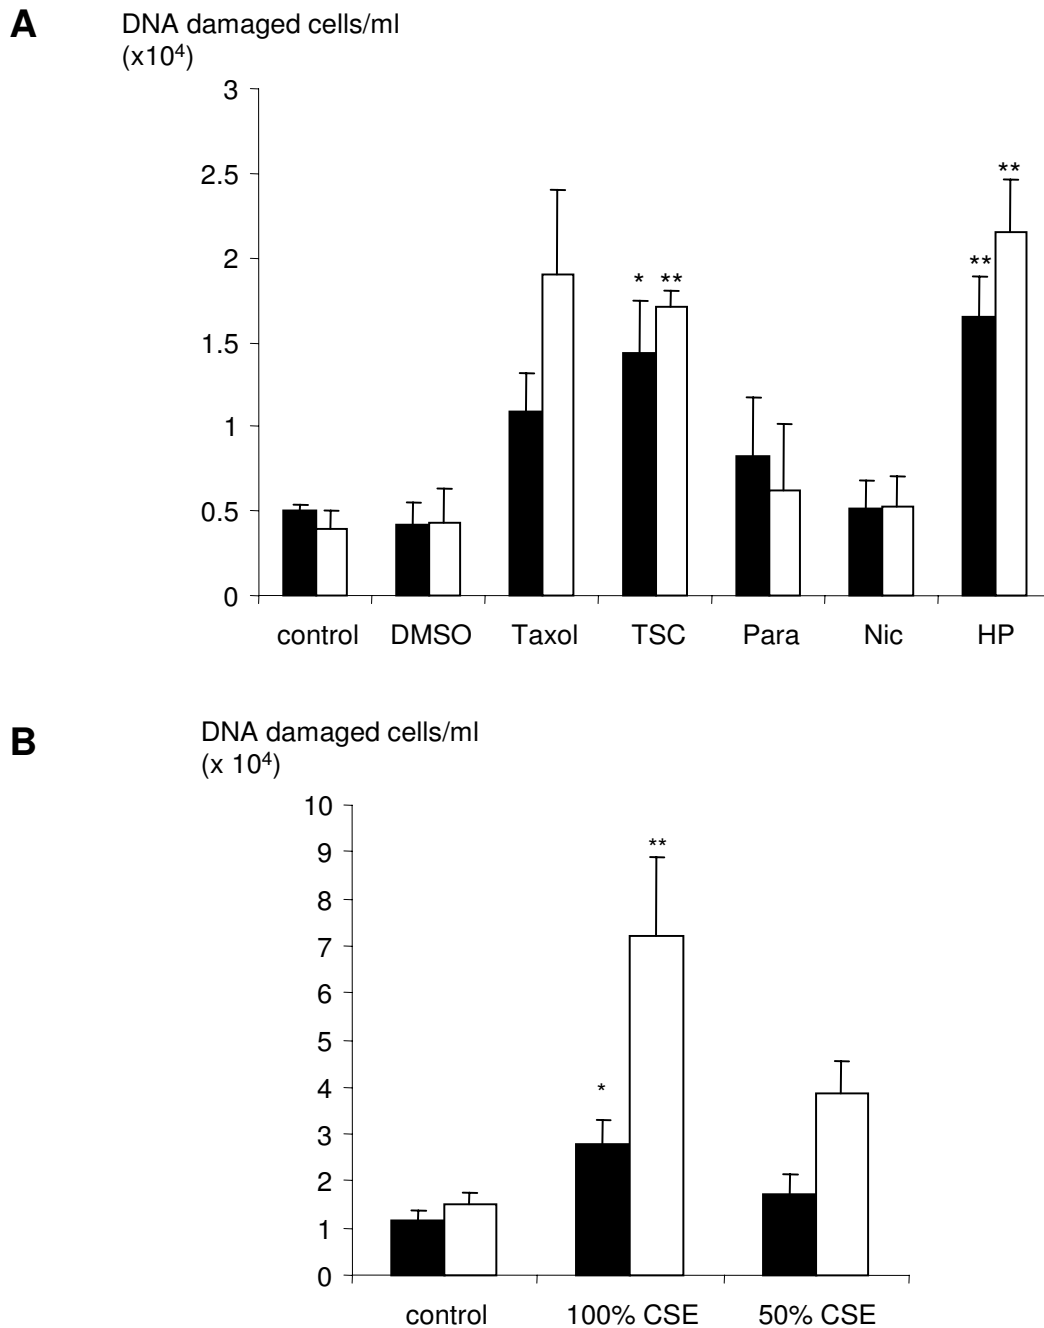 A
DNA damaged cells/ml
(x10⁴)
3
2.5
2
1.5
1
0.5
0
* ** ** **
control DMSO Taxol TSC Para Nic HP
B
DNA damaged cells/ml
(x 10⁴)
10
9
8
7
6
5
4
3
2
1
0
* **
control 100% CSE 50% CSE